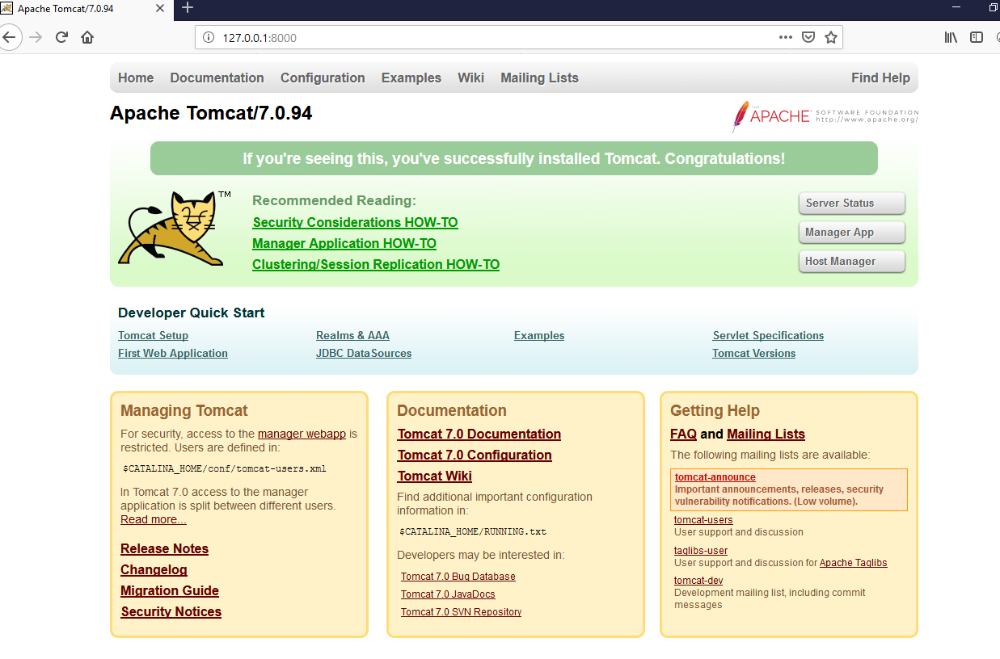 Apache Tomcat/7.0.94
127.0.0.1:8000
Home Documentation Configuration Examples Wiki Mailing Lists Find Help
Apache Tomcat/7.0.94
THE APACHE SOFTWARE FOUNDATION
http://www.apache.org/
If you're seeing this, you've successfully installed Tomcat. Congratulations!
TM
Recommended Reading:
Security Considerations HOW-TO
Manager Application HOW-TO
Clustering/Session Replication HOW-TO
Server Status
Manager App
Host Manager
Developer Quick Start
Tomcat Setup
First Web Application
Realms & AAA
JDBC DataSources
Examples
Servlet Specifications
Tomcat Versions
Managing Tomcat
For security, access to the manager webapp is
restricted. Users are defined in:
$CATALINA_HOME/conf/tomcat-users.xml
In Tomcat 7.0 access to the manager
application is split between different users.
Read more...
Release Notes
Changelog
Migration Guide
Security Notices
Documentation
Tomcat 7.0 Documentation
Tomcat 7.0 Configuration
Tomcat Wiki
Find additional important configuration
information in:
$CATALINA_HOME/RUNNING.txt
Developers may be interested in:
Tomcat 7.0 Bug Database
Tomcat 7.0 JavaDocs
Tomcat 7.0 SVN Repository
Getting Help
FAQ and Mailing Lists
The following mailing lists are available:
tomcat-announce
Important announcements, releases, security
vulnerability notifications. (Low volume).
tomcat-users
User support and discussion
taglibs-user
User support and discussion for Apache Taglibs
tomcat-dev
Development mailing list, including commit
messages